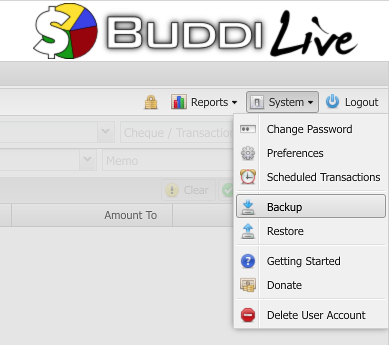 BUDDI Live
Reports System Logout
Change Password
Cheque / Transaction
Preferences
Memo
Scheduled Transactions
Clear
Backup
Amount To
Restore
Getting Started
Donate
Delete User Account